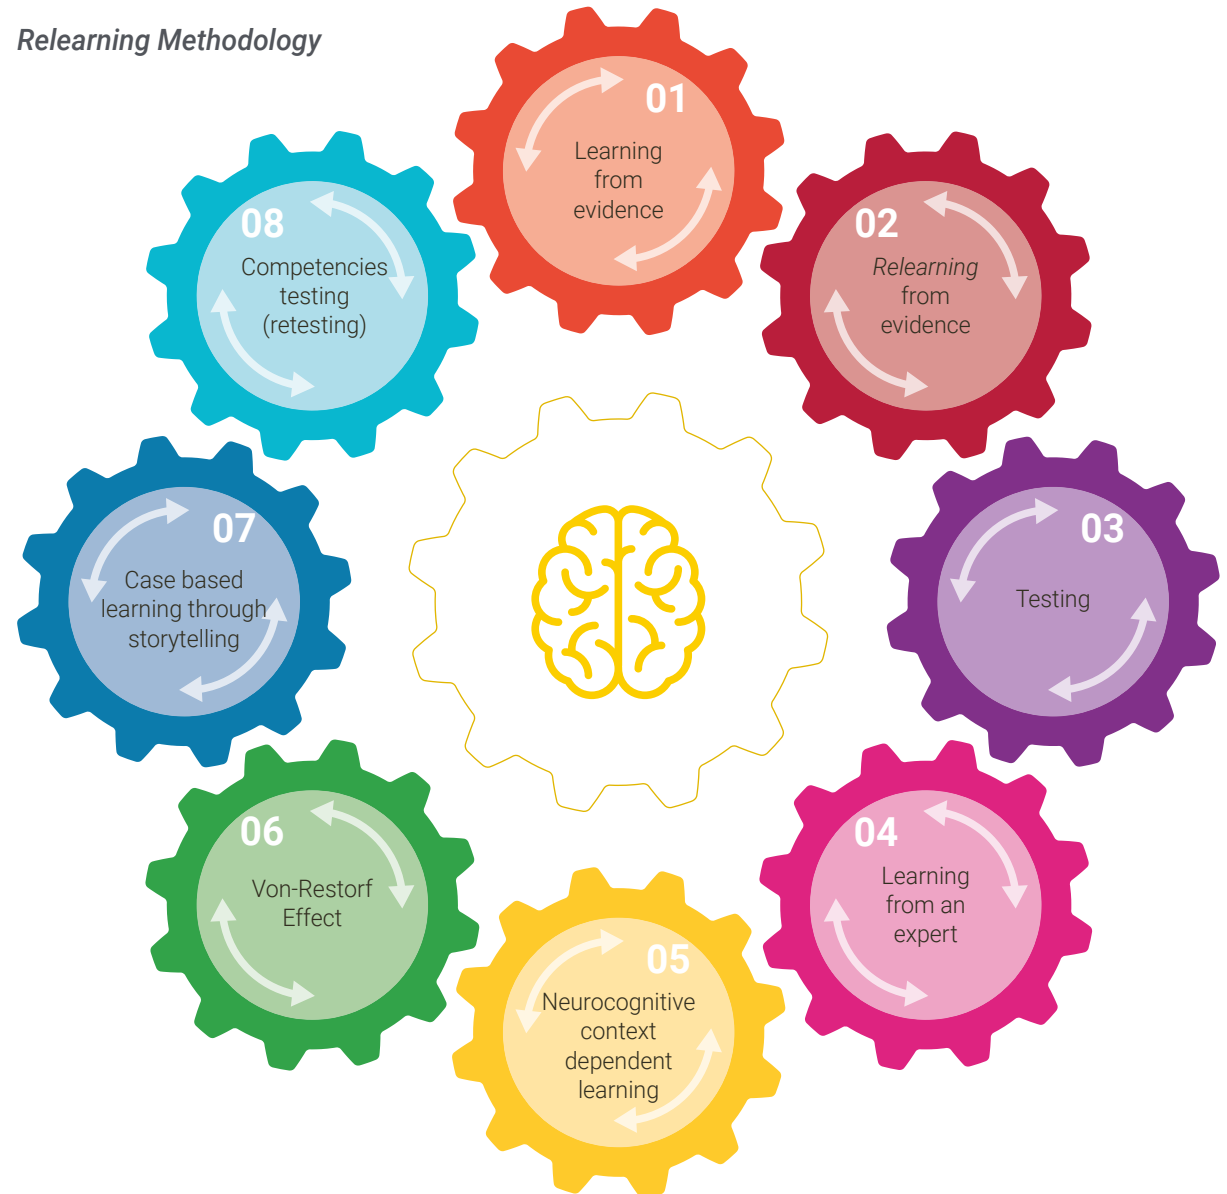 Relearning Methodology
01
Learning
from
evidence
02
Relearning
from
evidence
03
Testing
04
Learning
from an
expert
05
Neurocognitive
context
dependent
learning
06
Von-Restorf
Effect
07
Case based
learning through
storytelling
08
Competencies
testing
(retesting)